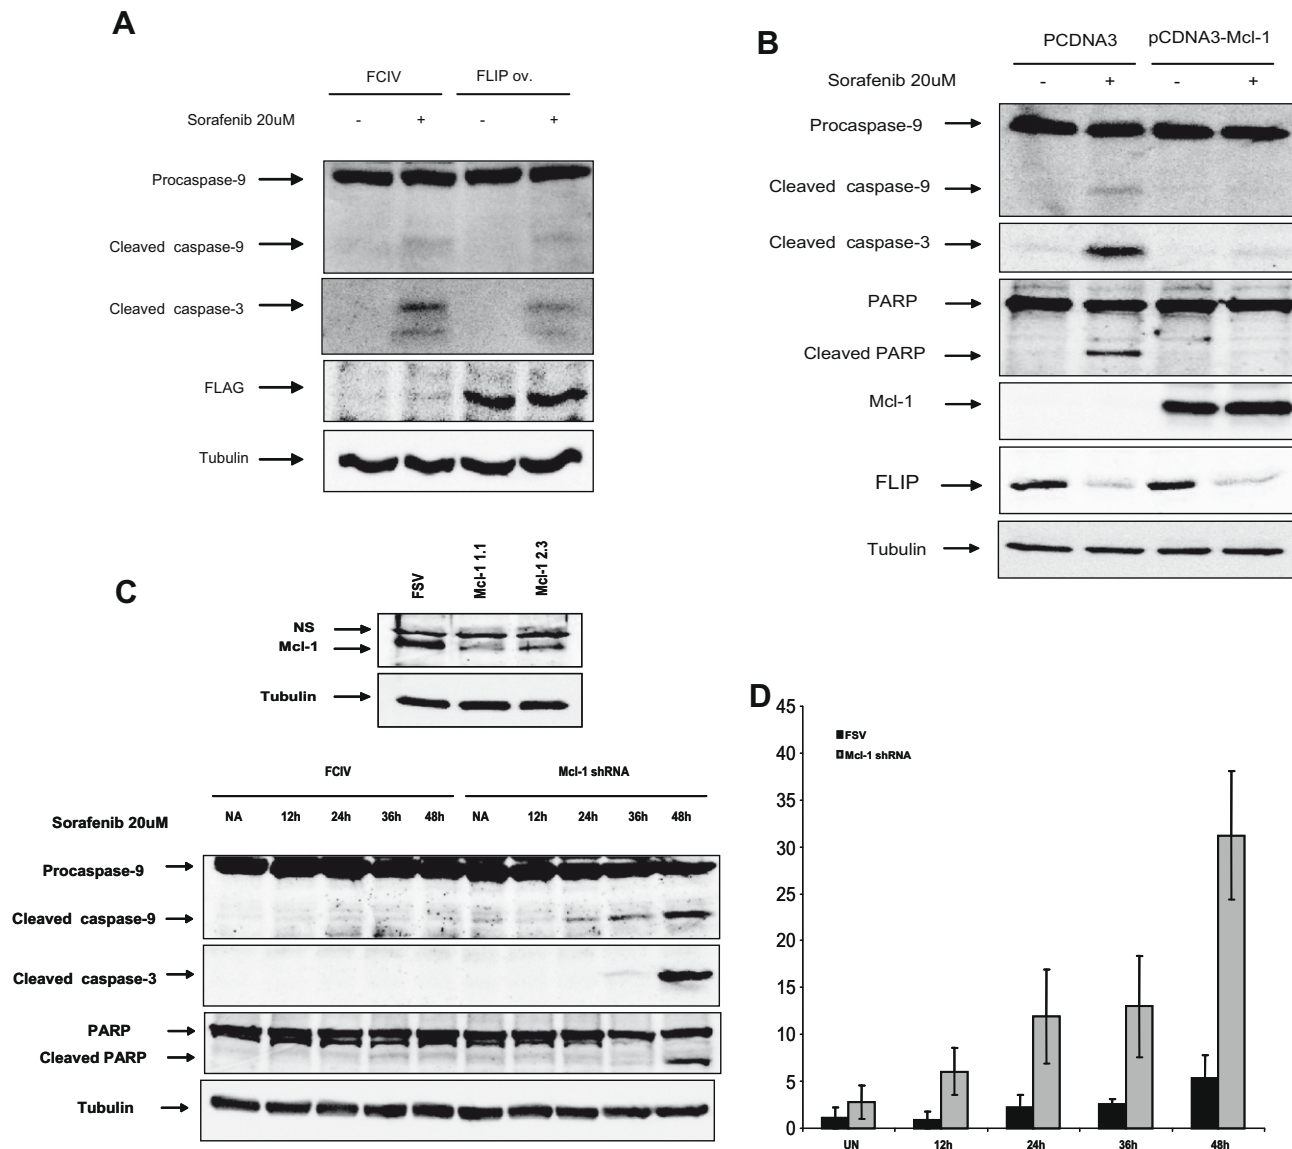 A
FCIV FLIP ov.
Sorafenib 20uM - + - +
Procaspase-9
Cleaved caspase-9
Cleaved caspase-3
FLAG
Tubulin
B
PCDNA3 pCDNA3-Mcl-1
Sorafenib 20uM - + - +
Procaspase-9
Cleaved caspase-9
Cleaved caspase-3
PARP
Cleaved PARP
Mcl-1
FLIP
Tubulin
C
FSV Mcl-1 1.1 Mcl-1 2.3
NS
Mcl-1
Tubulin
FCIV Mcl-1 shRNA
Sorafenib 20uM NA 12h 24h 36h 48h NA 12h 24h 36h 48h
Procaspase-9
Cleaved caspase-9
Cleaved caspase-3
PARP
Cleaved PARP
Tubulin
D
45
40
35
30
25
20
15
10
5
0
FSV
Mcl-1 shRNA
UN 12h 24h 36h 48h